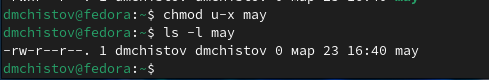 dmchistov@fedora:~$ chmod u-x may
dmchistov@fedora:~$ ls -l may
-rw-r--r--. 1 dmchistov dmchistov 0 мар 23 16:40 may
dmchistov@fedora:~$